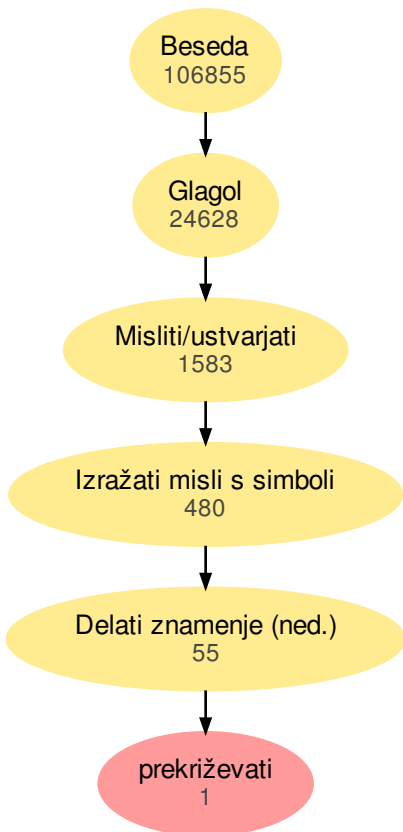 Beseda
106855
Glagol
24628
Misliti/ustvarjati
1583
Izražati misli s simboli
480
Delati znamenje (ned.)
55
prekriževati
1